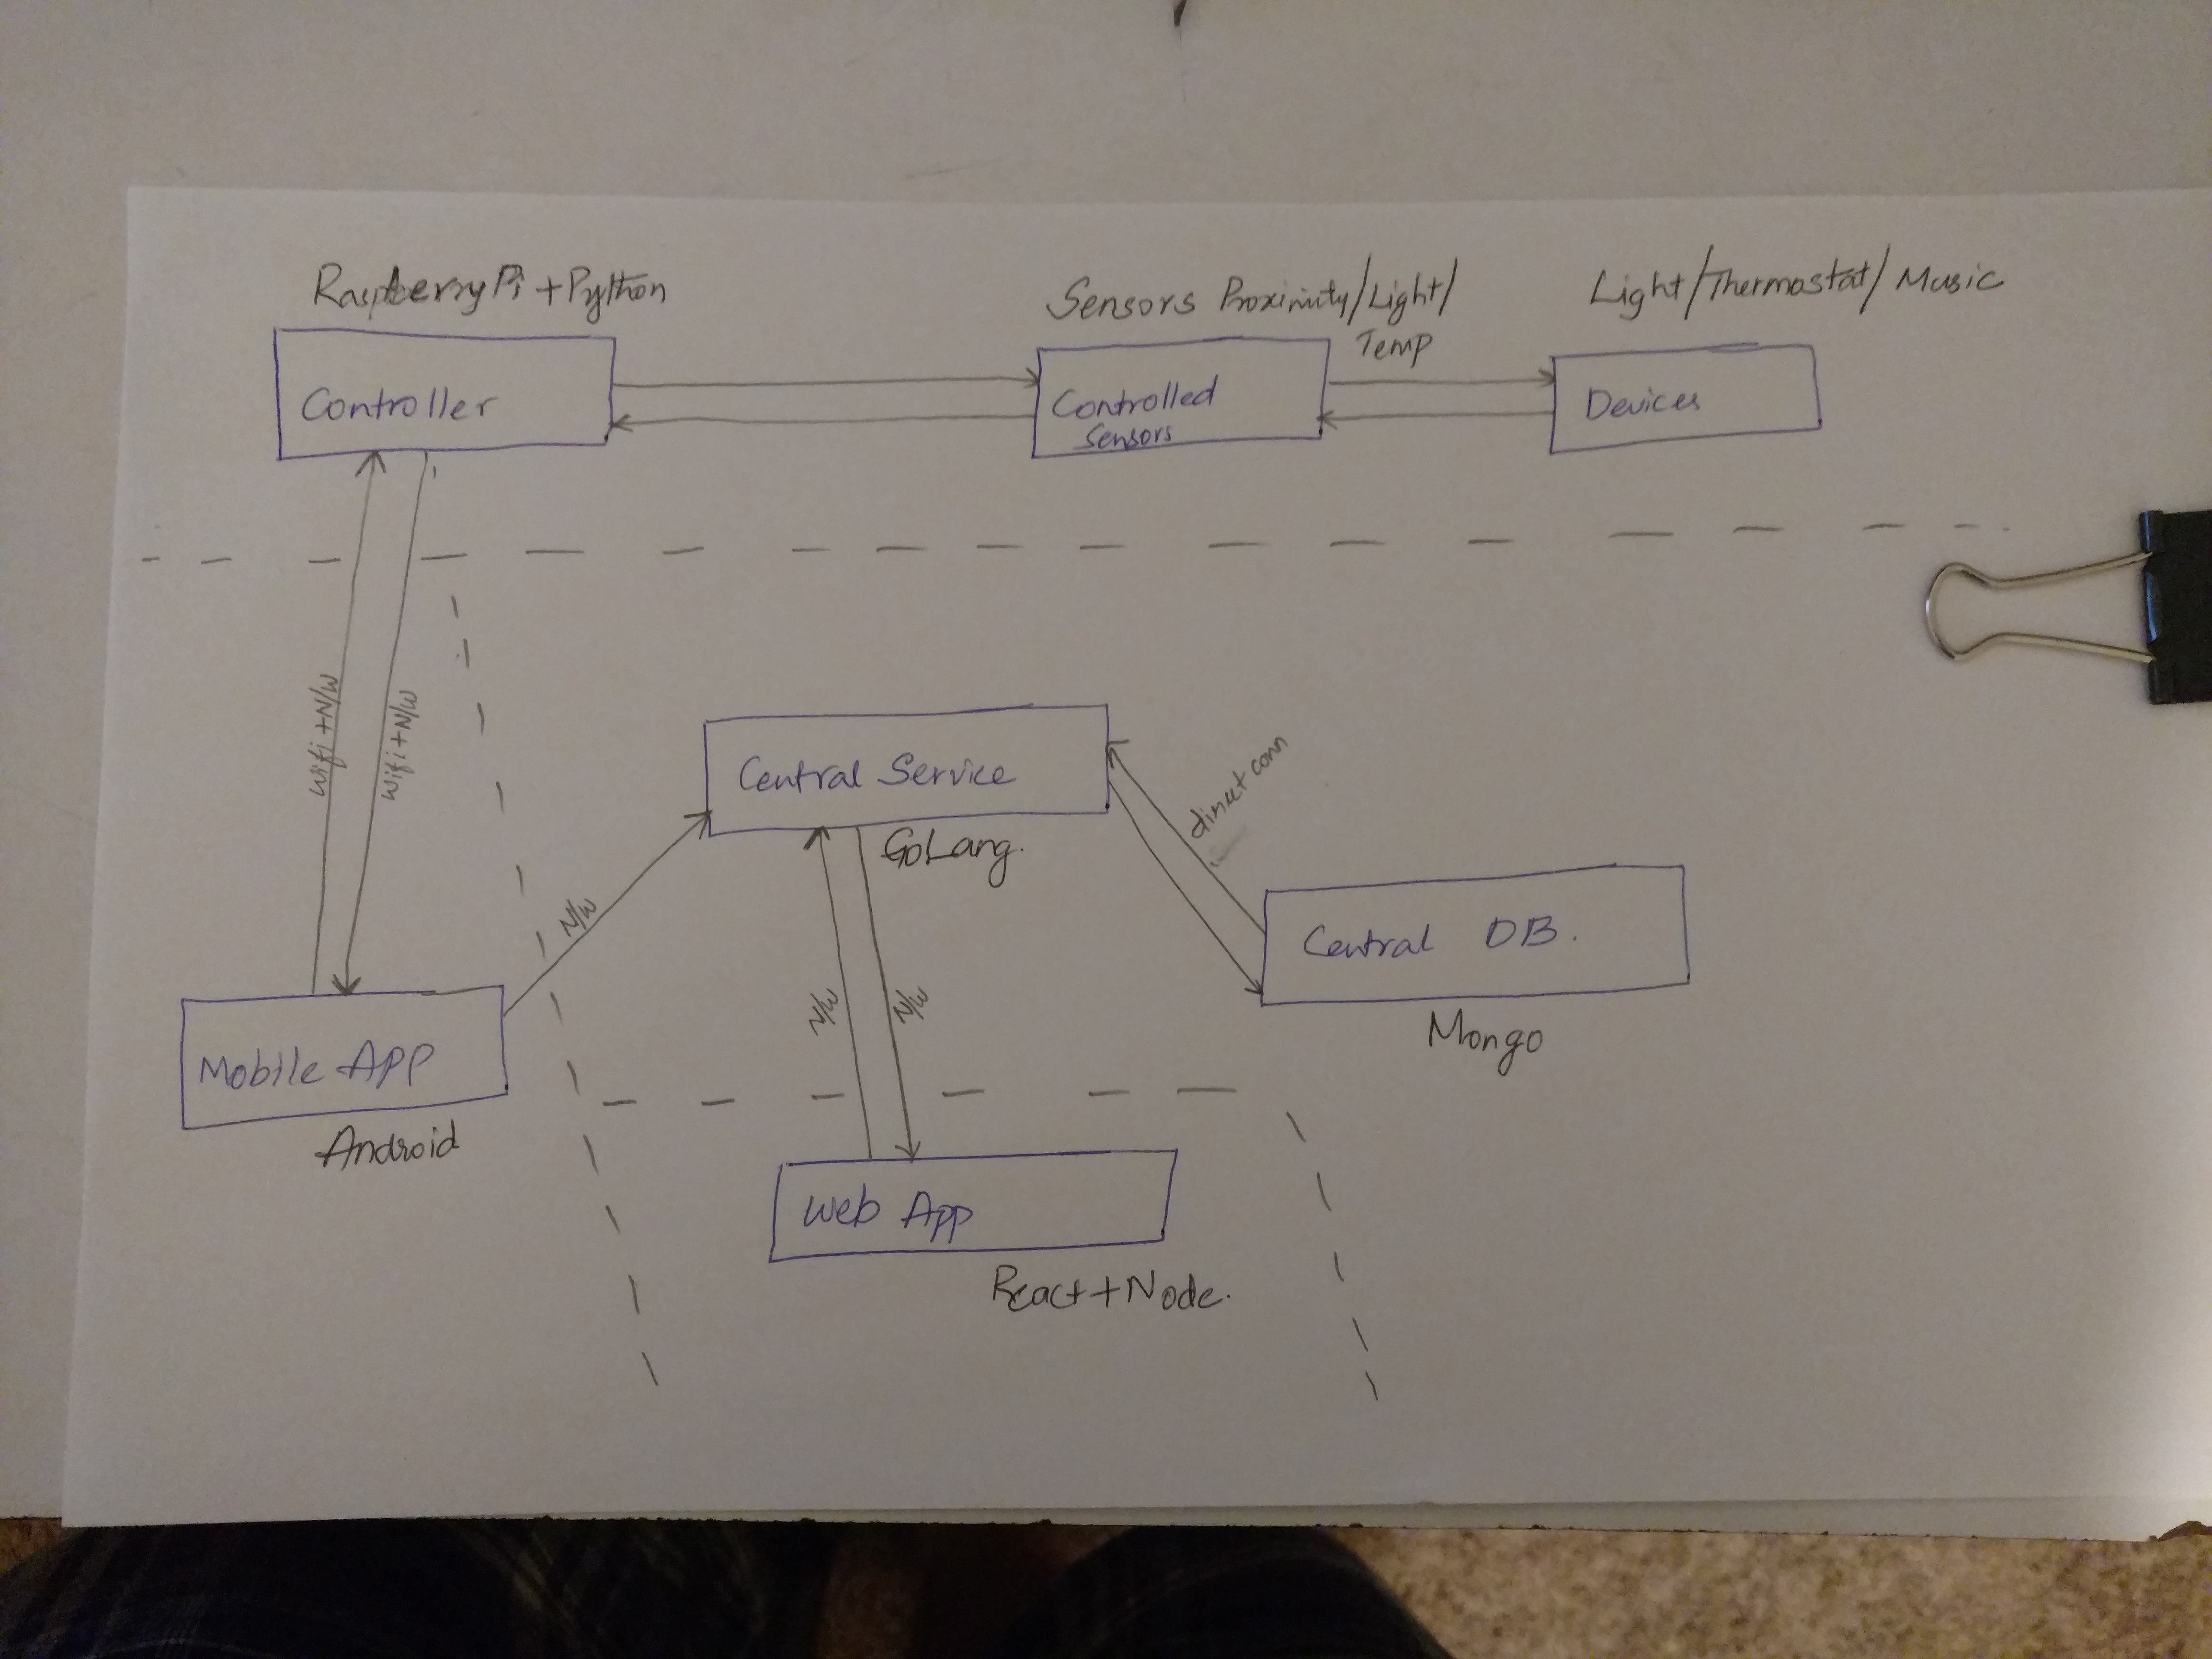 RaspberryPi + Python
Sensors Proximity/Light/
Temp
Light/Thermostat/Music
Controller
Controlled
Sensors
Devices
Wifi + N/W
Wifi + N/W
Central Service
GoLang.
direct conn
N/W
Central DB.
Mongo
N/W
N/W
Mobile App
Android
Web App
React + Node.